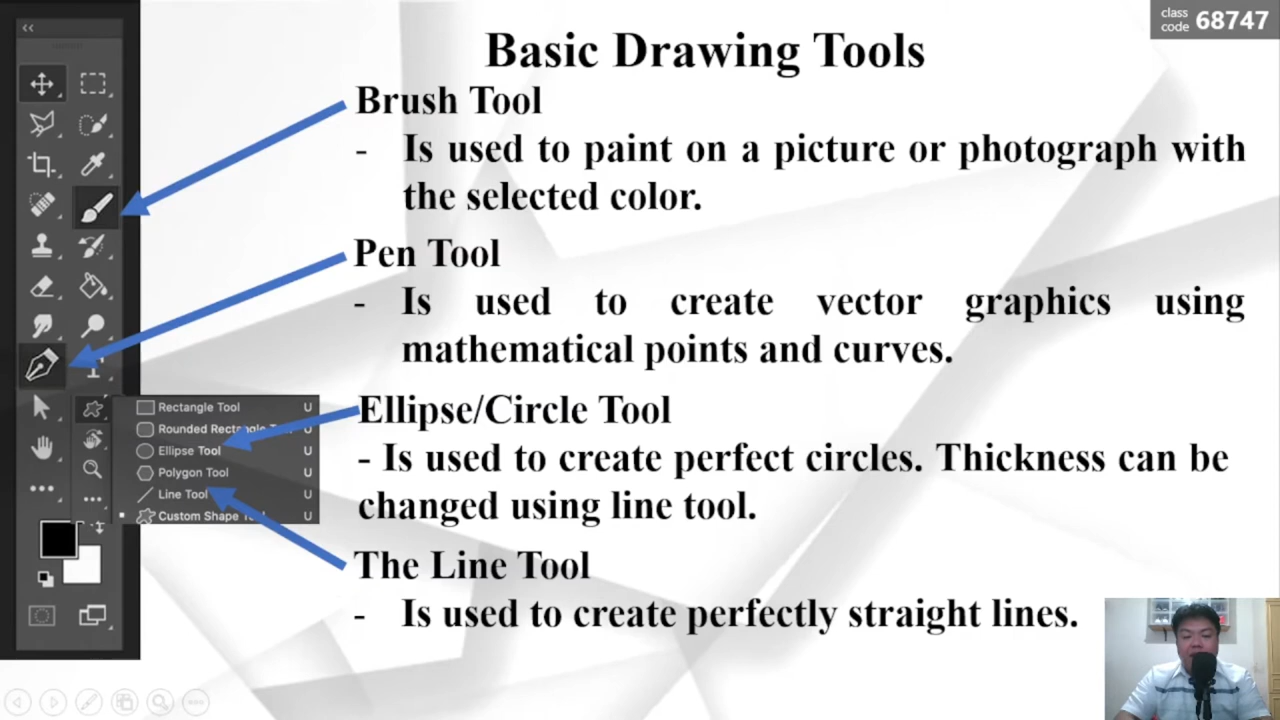 class
code 68747
Basic Drawing Tools
Brush Tool
- Is used to paint on a picture or photograph with
the selected color.
Pen Tool
- Is used to create vector graphics using
mathematical points and curves.
Ellipse/Circle Tool
- Is used to create perfect circles. Thickness can be
changed using line tool.
The Line Tool
- Is used to create perfectly straight lines.
Rectangle Tool U
Rounded Rectangle U
Ellipse Tool U
Polygon Tool U
Line Tool U
Custom Shape U